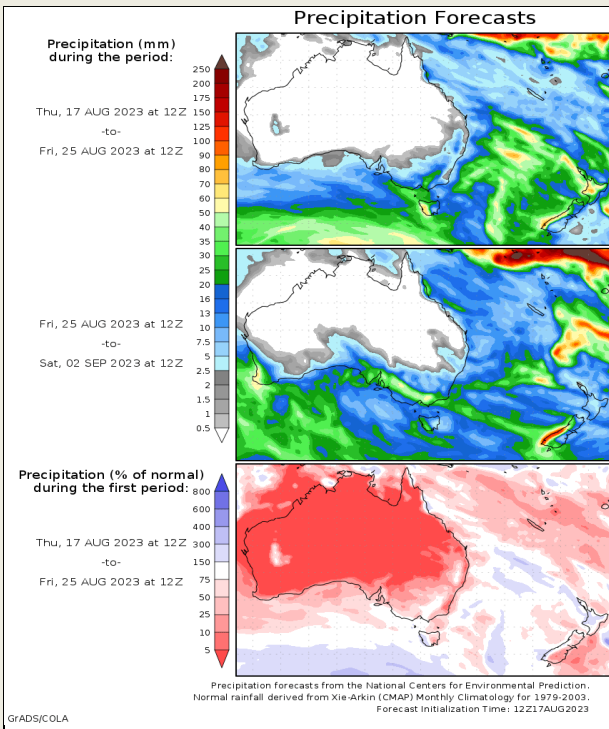 Precipitation Forecasts
Precipitation (mm)
during the period:
Thu, 17 AUG 2023 at 12Z
-to-
Fri, 25 AUG 2023 at 12Z
250
200
175
150
125
100
90
80
70
60
50
40
35
30
25
20
16
13
10
7.5
5
2.5
2
1.5
1
0.5
Fri, 25 AUG 2023 at 12Z
-to-
Sat, 02 SEP 2023 at 12Z
Precipitation (% of normal)
during the first period:
Thu, 17 AUG 2023 at 12Z
-to-
Fri, 25 AUG 2023 at 12Z
800
600
400
300
150
75
50
25
10
5
Precipitation forecasts from the National Centers for Environmental Prediction.
Normal rainfall derived from Xie-Arkin (CMAP) Monthly Climatology for 1979-2003.
Forecast Initialization Time: 12Z17AUG2023
GrADS/COLA